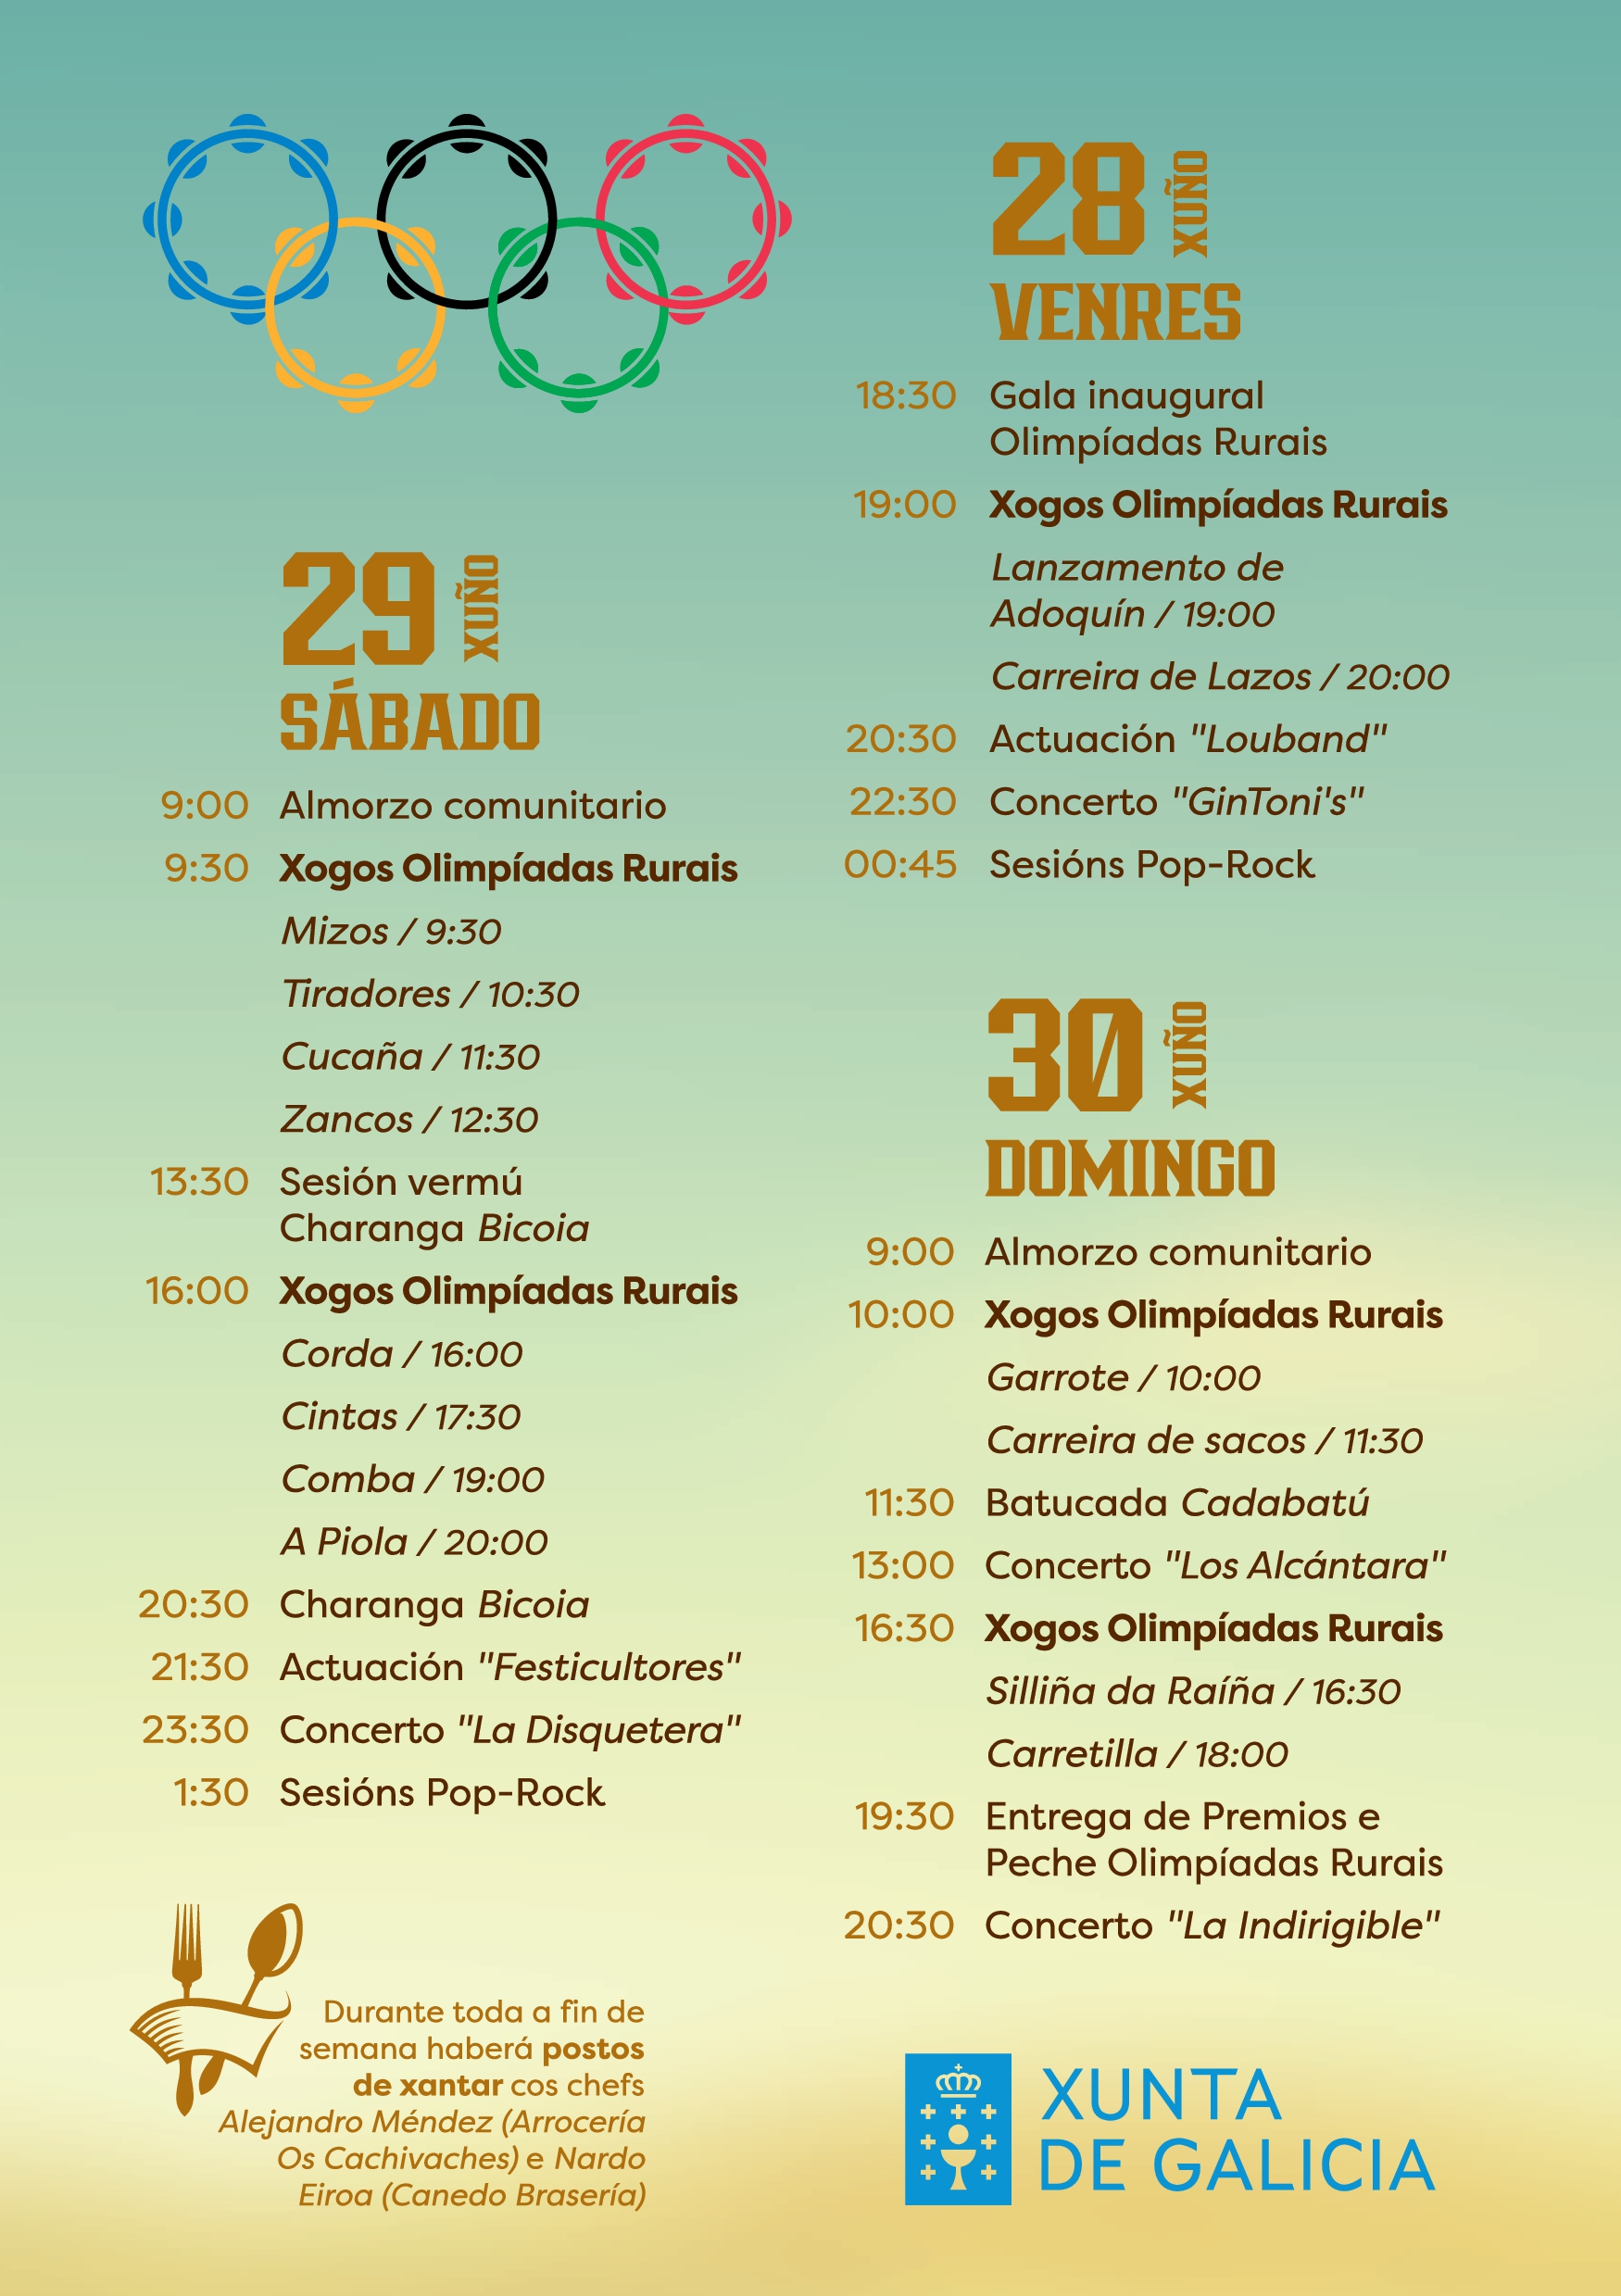 28 XUÑO
VENRES
18:30 Gala inaugural
Olimpíadas Rurais
19:00 Xogos Olimpíadas Rurais
Lanzamento de
Adoquín / 19:00
Carreira de Lazos / 20:00
20:30 Actuación "Louband"
22:30 Concerto "GinToni's"
00:45 Sesións Pop-Rock
29 XUÑO
SÁBADO
9:00 Almorzo comunitario
9:30 Xogos Olimpíadas Rurais
Mizos / 9:30
Tiradores / 10:30
Cucaña / 11:30
Zancos / 12:30
13:30 Sesión vermú
Charanga Bicoia
16:00 Xogos Olimpíadas Rurais
Corda / 16:00
Cintas / 17:30
Comba / 19:00
A Piola / 20:00
20:30 Charanga Bicoia
21:30 Actuación "Festicultores"
23:30 Concerto "La Disquetera"
1:30 Sesións Pop-Rock
30 XUÑO
DOMINGO
9:00 Almorzo comunitario
10:00 Xogos Olimpíadas Rurais
Garrote / 10:00
Carreira de sacos / 11:30
11:30 Batucada Cadabatú
13:00 Concerto "Los Alcántara"
16:30 Xogos Olimpíadas Rurais
Silliña da Raíña / 16:30
Carretilla / 18:00
19:30 Entrega de Premios e
Peche Olimpíadas Rurais
20:30 Concerto "La Indirigible"
Durante toda a fin de
semana haberá postos
de xantar cos chefs
Alejandro Méndez (Arrocería
Os Cachivaches) e Nardo
Eiroa (Canedo Brasería)
XUNTA
DE GALICIA